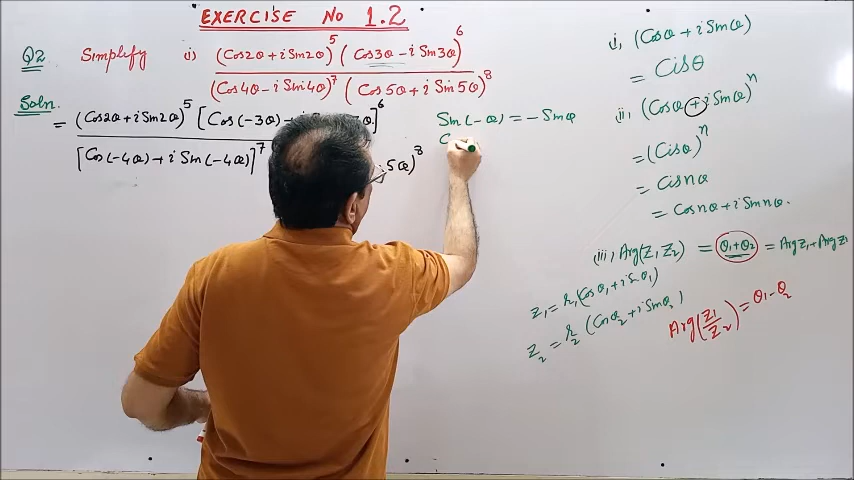 EXERCISE No 1.2
Q2 Simplify i) (Cos2θ + i Sin2θ)^5 (Cos3θ - i Sin3θ)^6
(Cos4θ - i Sin4θ)^7 (Cos5θ + i Sin5θ)^8
Soln.
= (Cos2θ + i Sin2θ)^5 [Cos(-3θ) + θ]^6
[Cos(-4θ) + i Sin(-4θ)]^7 i 5θ)^8
Sin(-θ) = - Sinθ
C
i, (Cosθ + i Sinθ)
= Cisθ
ii, (Cosθ + i Sinθ)^n
= (Cisθ)^n
= Cisnθ
= Cosnθ + i Sinnθ.
(iii) Arg(Z1 Z2) = θ1+θ2 = Argz1 + Argz1
Z1 = r1(Cosθ1 + i Sinθ1)
Z2 = r2 (Cosθ2 + i Sinθ2)
Arg(Z1/Z2) = θ1 - θ2